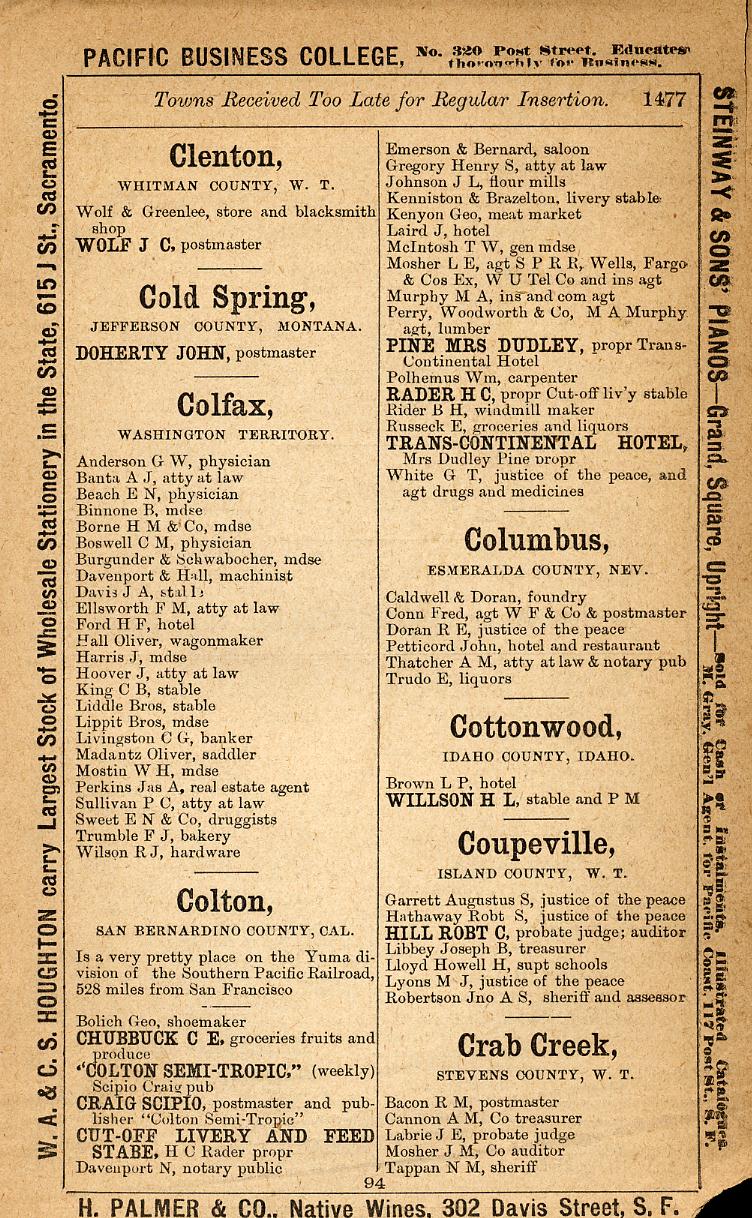 PACIFIC BUSINESS COLLEGE, No. 320 Post Street. Educates
thoroughly for Business.
Towns Received Too Late for Regular Insertion. 1477
Clenton,
WHITMAN COUNTY, W. T.
Wolf & Greenlee, store and blacksmith
shop
WOLF J C, postmaster
Cold Spring,
JEFFERSON COUNTY, MONTANA.
DOHERTY JOHN, postmaster
Colfax,
WASHINGTON TERRITORY.
Anderson G W, physician
Banta A J, atty at law
Beach E N, physician
Binnone B, mdse
Borne H M & Co, mdse
Boswell C M, physician
Burgunder & Schwabocher, mdse
Davenport & Hall, machinist
Davis J A,
Ellsworth F M, atty at law
Ford H F, hotel
Hall Oliver, wagonmaker
Harris J, mdse
Hoover J, atty at law
King C B, stable
Liddle Bros, stable
Lippit Bros, mdse
Livingston C G, banker
Madantz Oliver, saddler
Mostin W H, mdse
Perkins Jas A, real estate agent
Sullivan P C, atty at law
Sweet E N & Co, druggists
Trumble F J, bakery
Wilson R J, hardware
Colton,
SAN BERNARDINO COUNTY, CAL.
Is a very pretty place on the Yuma di-
vision of the Southern Pacific Railroad,
528 miles from San Francisco
Bolich Geo, shoemaker
CHUBBUCK C E, groceries fruits and
produce
"COLTON SEMI-TROPIC," (weekly)
Scipio Craig pub
CRAIG SCIPIO, postmaster and pub-
lisher "Colton Semi-Tropic"
CUT-OFF LIVERY AND FEED
STABE, H C Rader propr
Davenport N, notary public
Emerson & Bernard, saloon
Gregory Henry S, atty at law
Johnson J L, flour mills
Kenniston & Brazelton, livery stable
Kenyon Geo, meat market
Laird J, hotel
McIntosh T W, gen mdse
Mosher L E, agt S P R R, Wells, Fargo
& Cos Ex, W U Tel Co and ins agt
Murphy M A, ins and com agt
Perry, Woodworth & Co, M A Murphy
agt, lumber
PINE MRS DUDLEY, propr Trans-
Continental Hotel
Polhemus Wm, carpenter
RADER H C, propr Cut-off liv'y stable
Rider B H, windmill maker
Russeck E, groceries and liquors
TRANS-CONTINENTAL HOTEL,
Mrs Dudley Pine propr
White G T, justice of the peace, and
agt drugs and medicines
Columbus,
ESMERALDA COUNTY, NEV.
Caldwell & Doran, foundry
Conn Fred, agt W F & Co & postmaster
Doran R E, justice of the peace
Petticord John, hotel and restaurant
Thatcher A M, atty at law & notary pub
Trudo E, liquors
Cottonwood,
IDAHO COUNTY, IDAHO.
Brown L P, hotel
WILLSON H L, stable and P M
Coupeville,
ISLAND COUNTY, W. T.
Garrett Augustus S, justice of the peace
Hathaway Robt S, justice of the peace
HILL ROBT C, probate judge; auditor
Libbey Joseph B, treasurer
Lloyd Howell H, supt schools
Lyons M J, justice of the peace
Robertson Jno A S, sheriff and assessor
Crab Creek,
STEVENS COUNTY, W. T.
Bacon R M, postmaster
Cannon A M, Co treasurer
Labrie J E, probate judge
Mosher J M, Co auditor
Tappan N M, sheriff
94
W. A. & C. S. HOUGHTON carry Largest Stock of Wholesale Stationery in the State, 615 J St., Sacramento.
STEINWAY & SONS' PIANOS—Grand, Square, Upright—Sold for Cash or Instalments. Illustrated Catalogues.
M. Gray, Gen'l Agent, for Pacific Coast, 117 Post St., S. F.
H. PALMER & CO., Native Wines, 302 Davis Street, S. F.